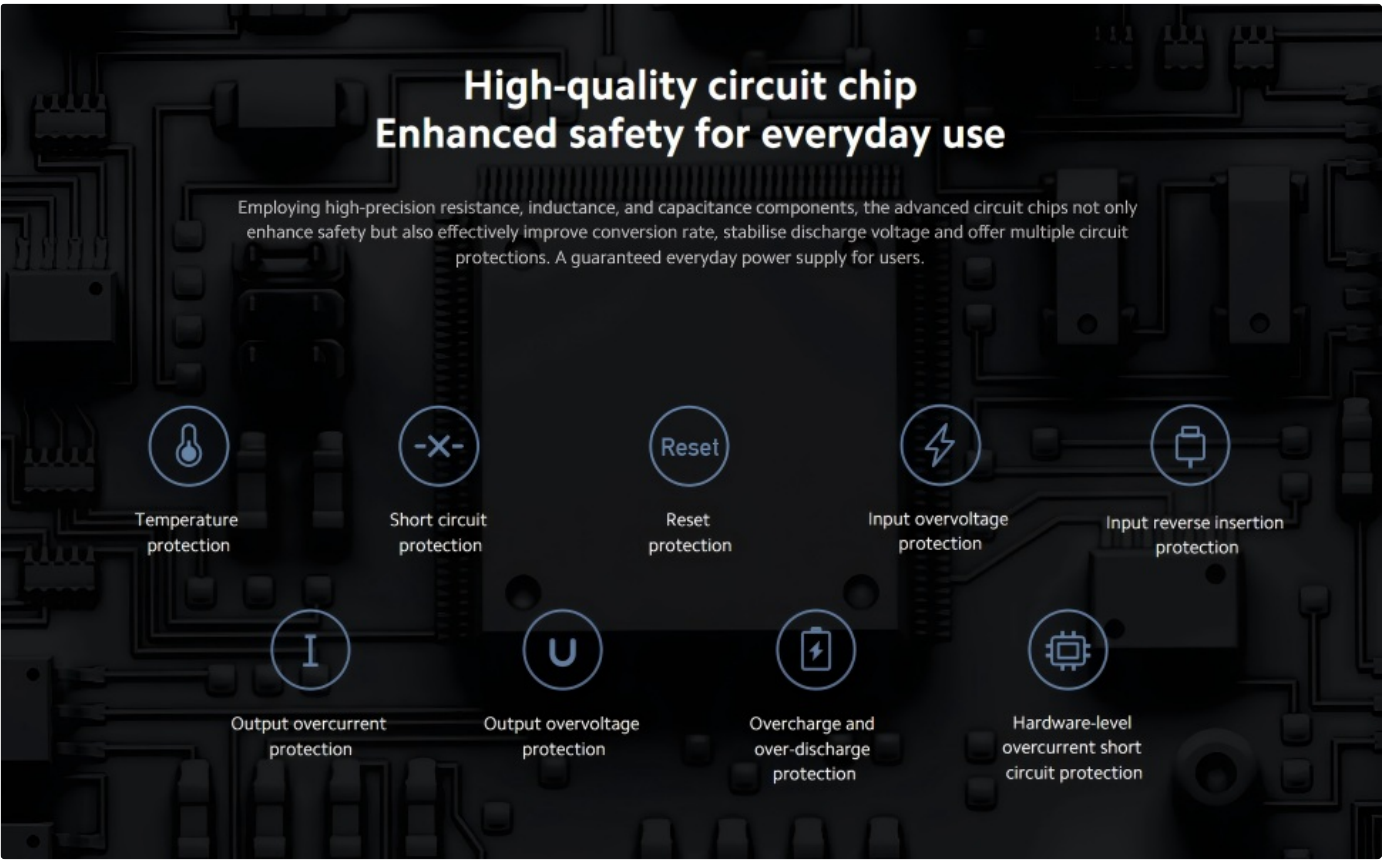 High-quality circuit chip
Enhanced safety for everyday use
Employing high-precision resistance, inductance, and capacitance components, the advanced circuit chips not only
enhance safety but also effectively improve conversion rate, stabilise discharge voltage and offer multiple circuit
protections. A guaranteed everyday power supply for users.
Reset
Temperature
protection
Short circuit
protection
Reset
protection
Input overvoltage
protection
Input reverse insertion
protection
I
U
Output overcurrent
protection
Output overvoltage
protection
Overcharge and
over-discharge
protection
Hardware-level
overcurrent short
circuit protection